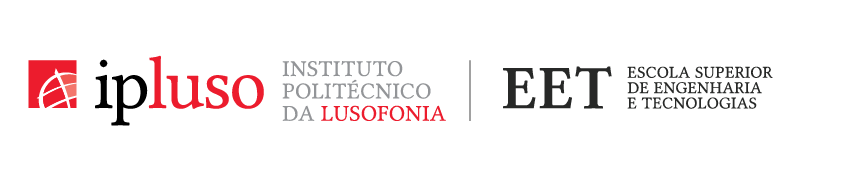 ipluso
INSTITUTO
POLITÉCNICO
DA LUSOFONIA
EET
ESCOLA SUPERIOR
DE ENGENHARIA
E TECNOLOGIAS